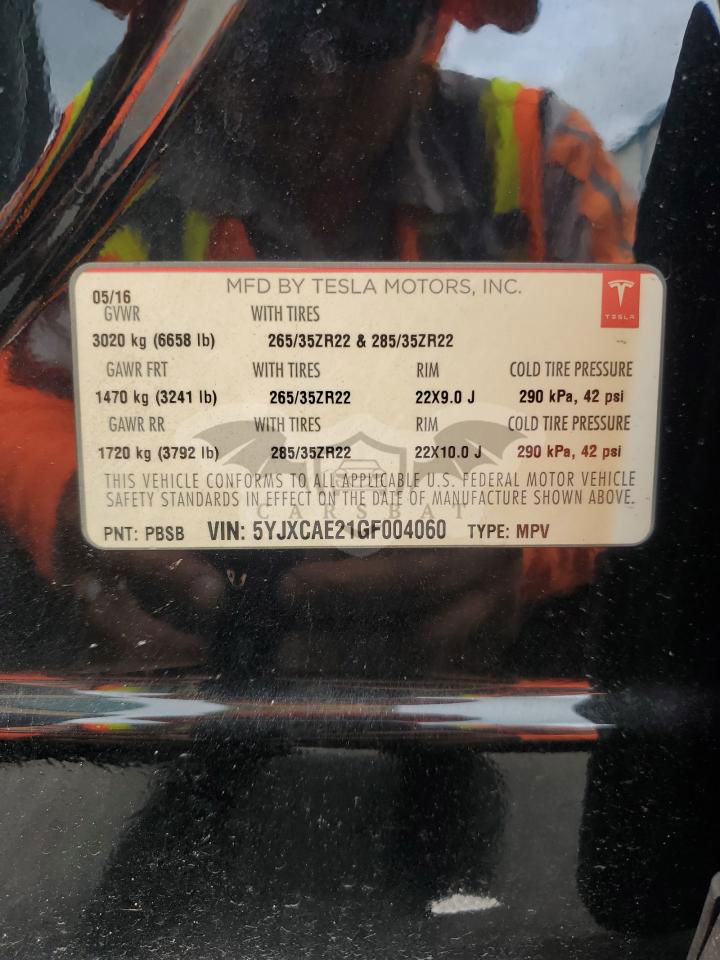 MFD BY TESLA MOTORS, INC.
05/16
GVWR WITH TIRES
TESLA
3020 kg (6658 lb) 265/35ZR22 & 285/35ZR22
GAWR FRT WITH TIRES RIM COLD TIRE PRESSURE
1470 kg (3241 lb) 265/35ZR22 22X9.0 J 290 kPa, 42 psi
GAWR RR WITH TIRES RIM COLD TIRE PRESSURE
1720 kg (3792 lb) 285/35ZR22 22X10.0 J 290 kPa, 42 psi
THIS VEHICLE CONFORMS TO ALL APPLICABLE U.S. FEDERAL MOTOR VEHICLE
SAFETY STANDARDS IN EFFECT ON THE DATE OF MANUFACTURE SHOWN ABOVE.
CARSBAT
PNT: PBSB VIN: 5YJXCAE21GF004060 TYPE: MPV